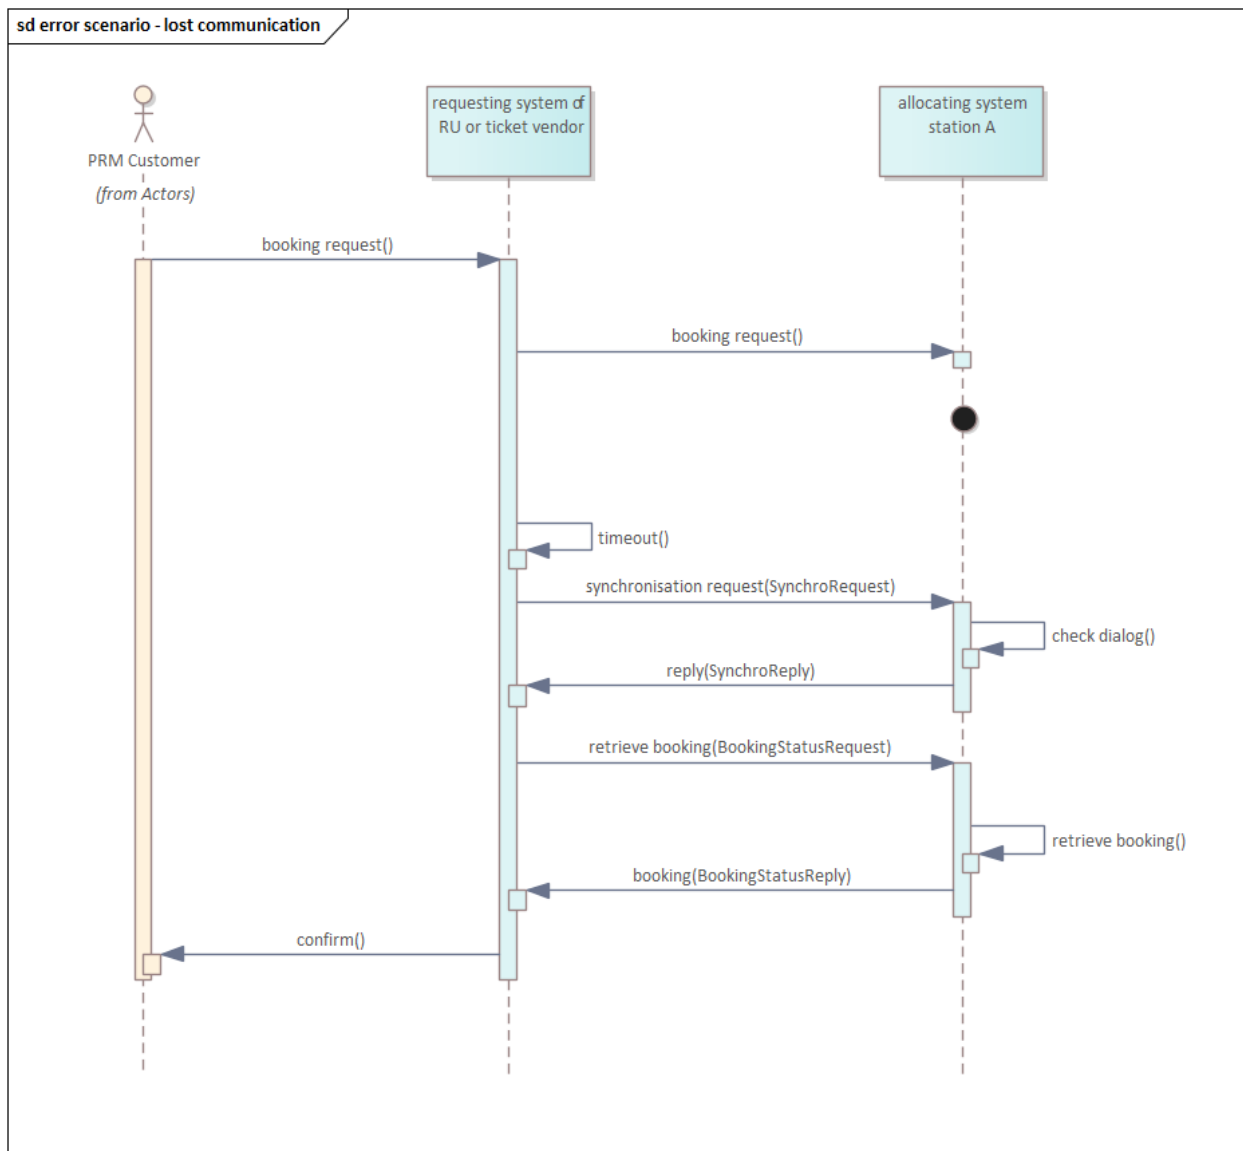 sd error scenario - lost communication
requesting system of
RU or ticket vendor
allocating system
station A
PRM Customer
(from Actors)
booking request()
booking request()
timeout()
synchronisation request(SynchroRequest)
check dialog()
reply(SynchroReply)
retrieve booking(BookingStatusRequest)
retrieve booking()
booking(BookingStatusReply)
confirm()